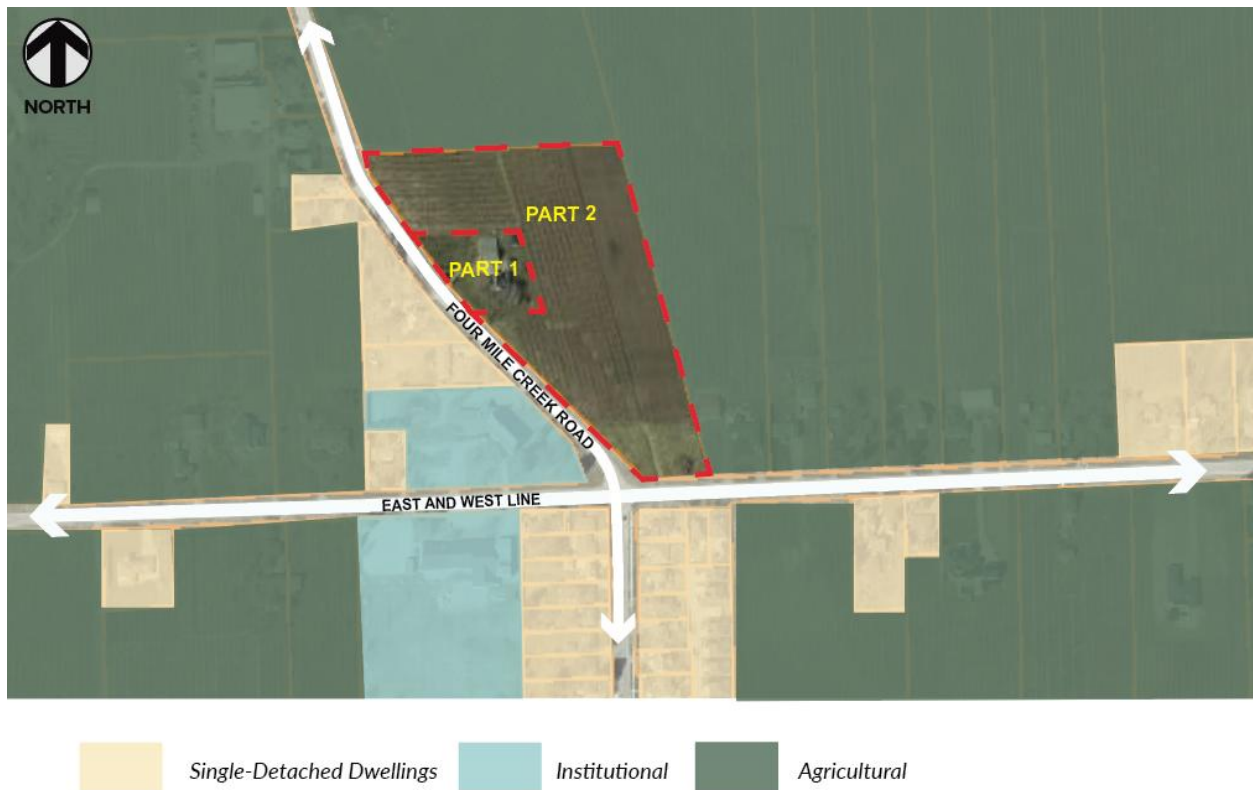 NORTH
PART 2
PART 1
FOUR MILE CREEK ROAD
EAST AND WEST LINE
Single-Detached Dwellings
Institutional
Agricultural